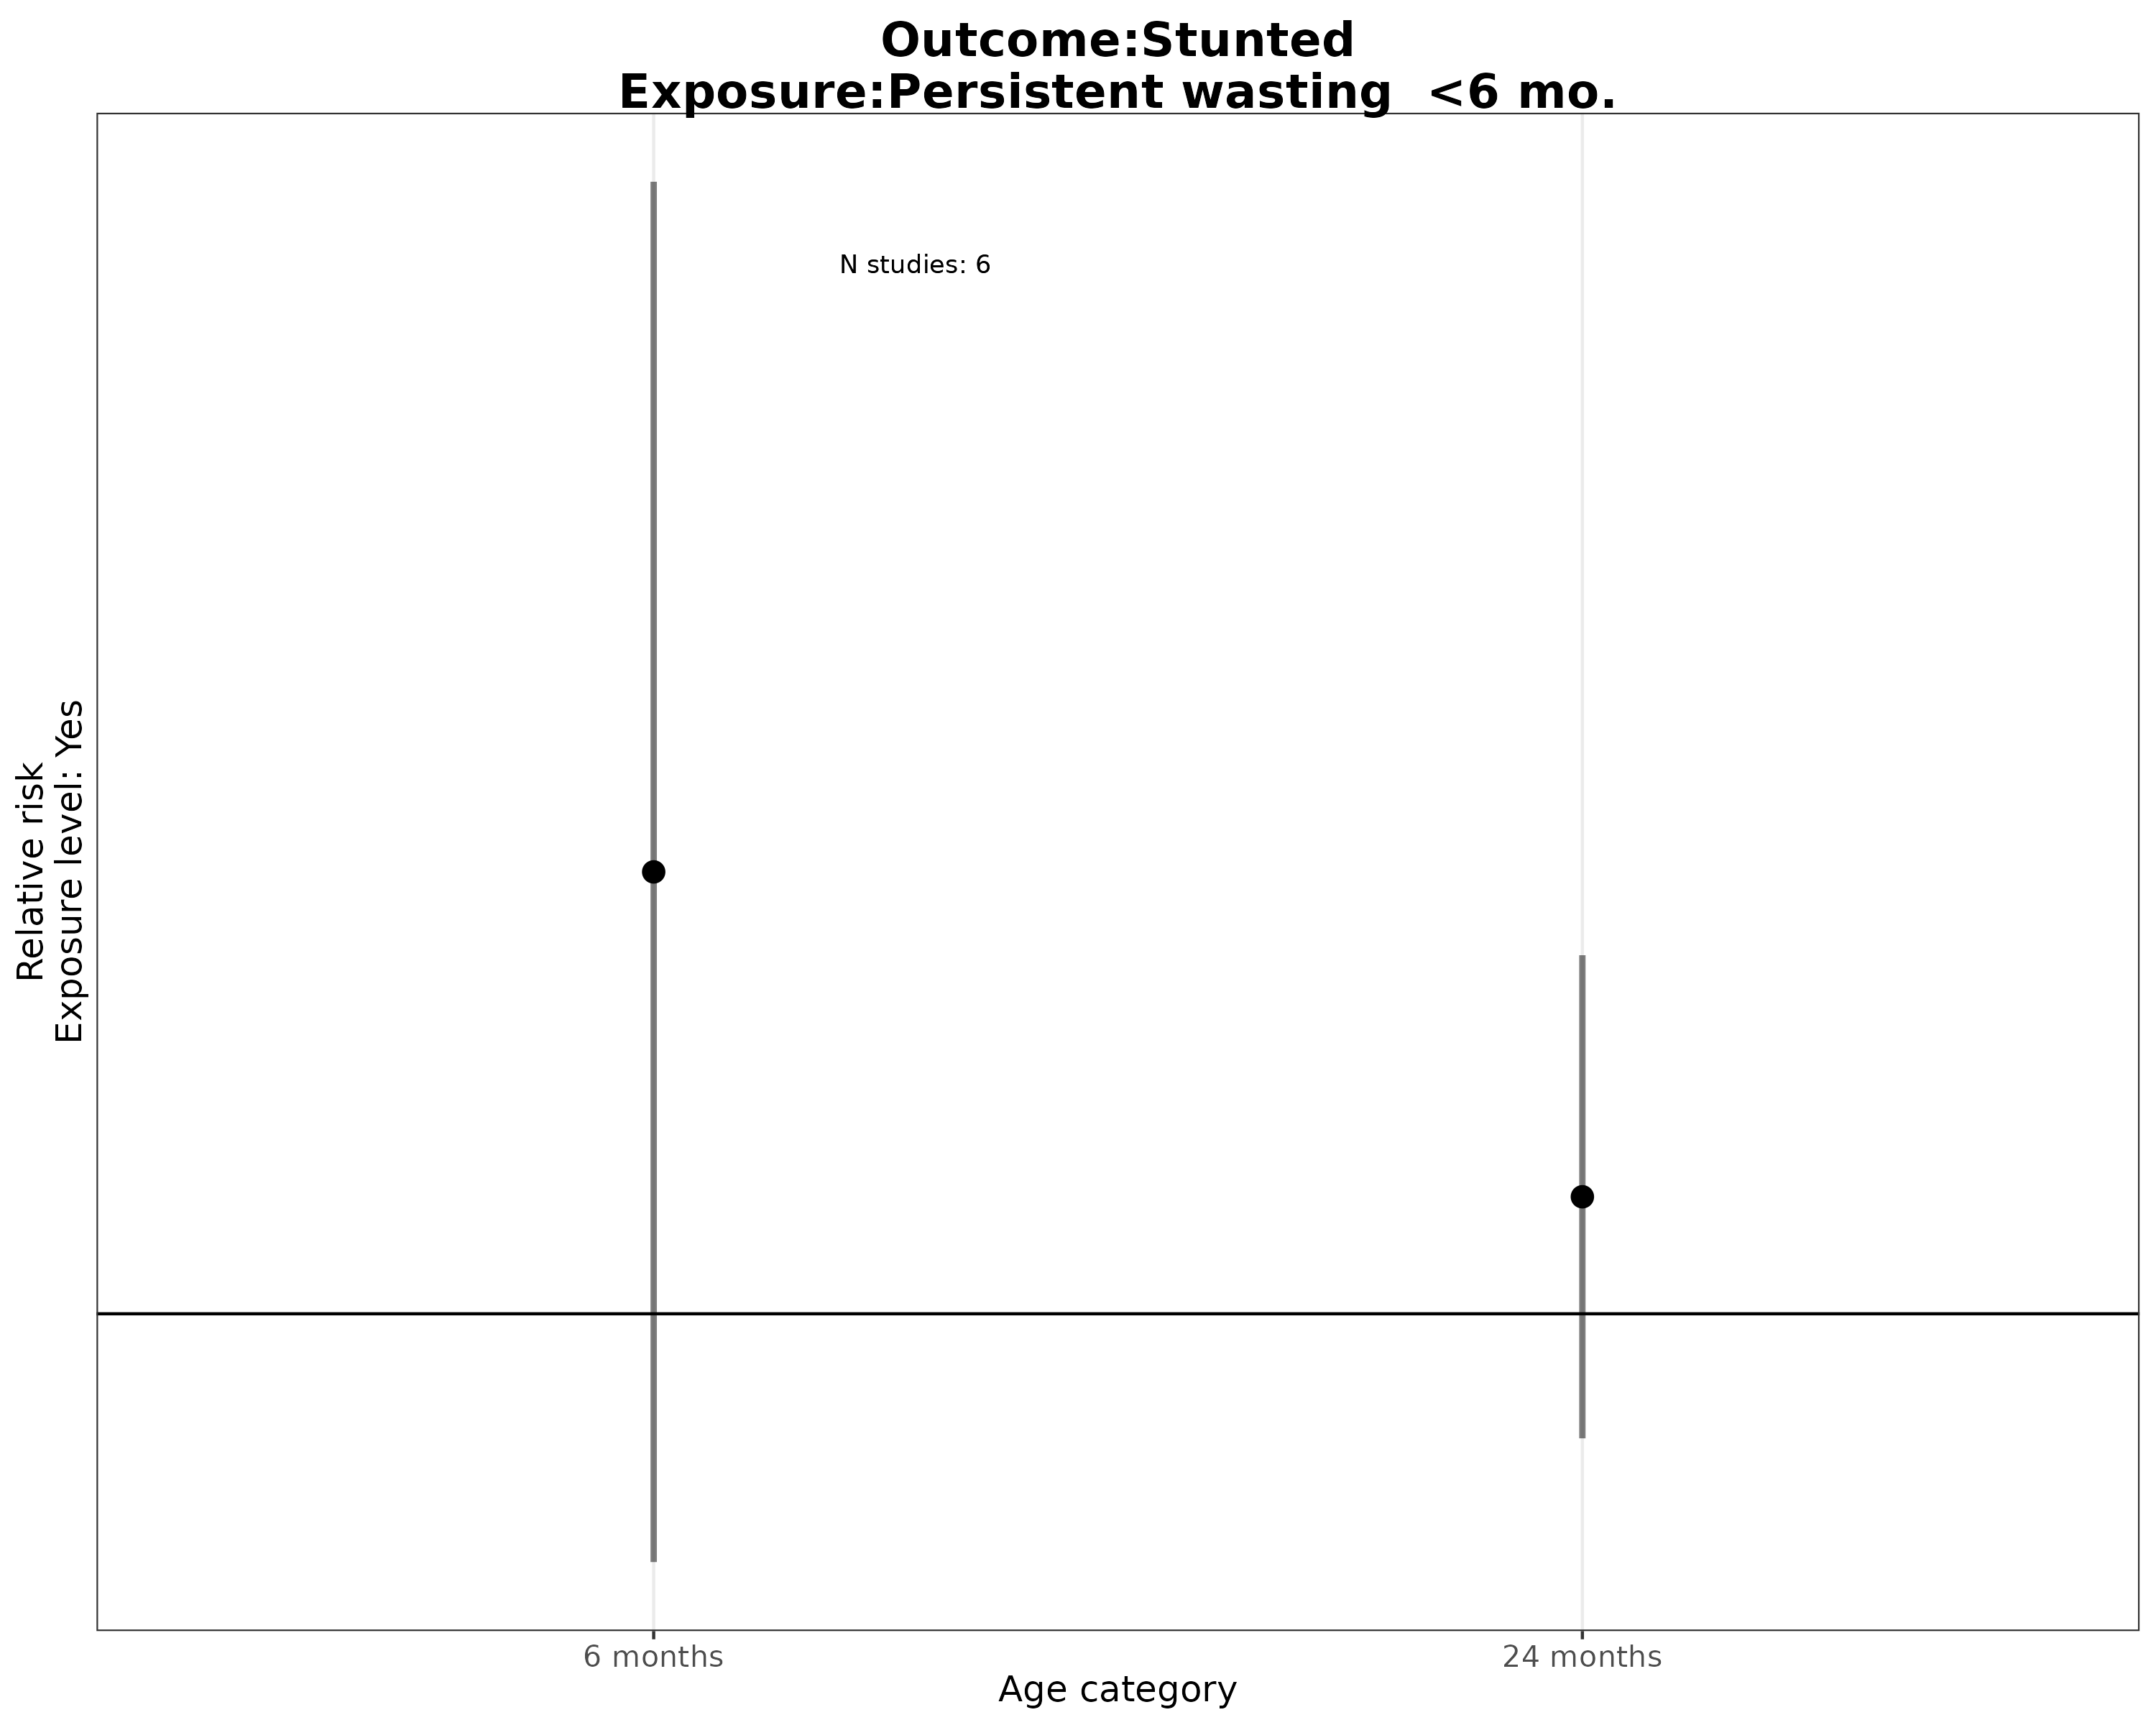 Outcome:Stunted
Exposure:Persistent wasting  <6 mo.
N studies: 6
Relative risk
Exposure level: Yes
6 months
24 months
Age category